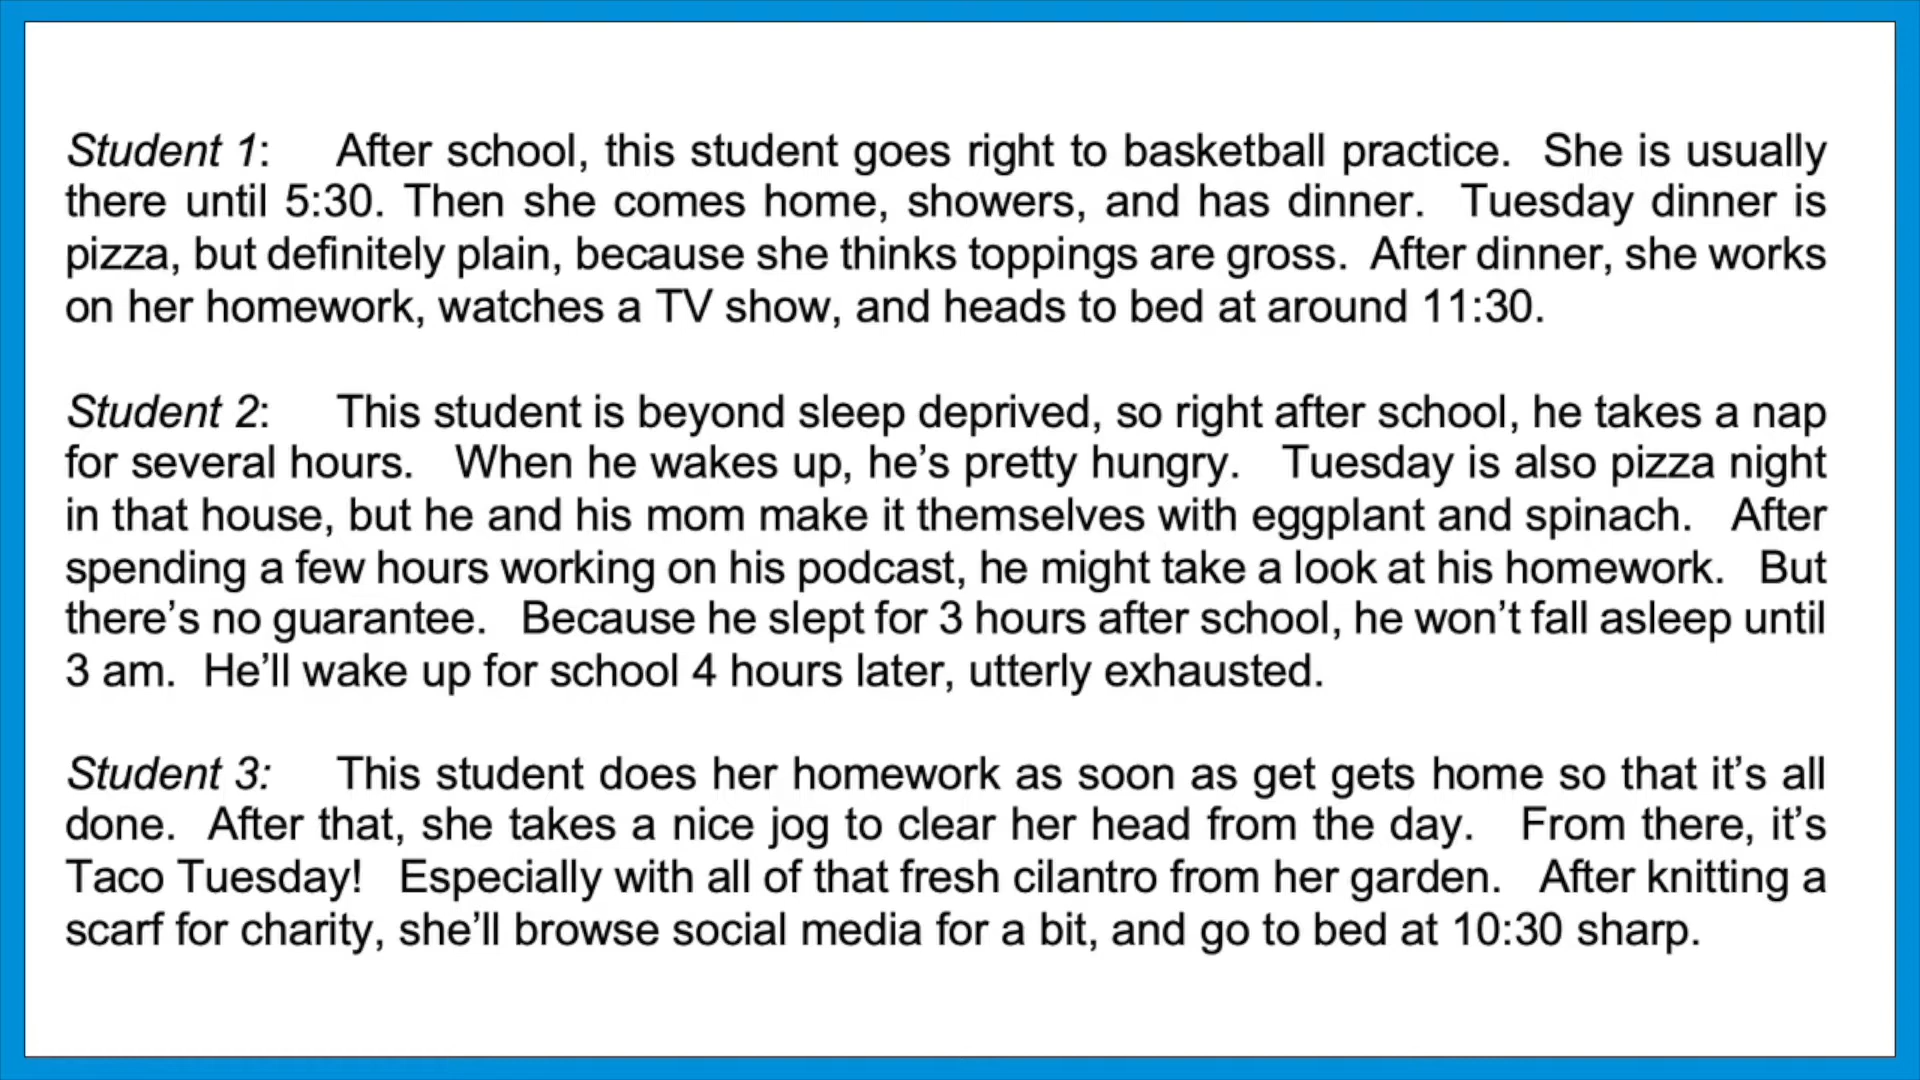 Student 1: After school, this student goes right to basketball practice. She is usually
there until 5:30. Then she comes home, showers, and has dinner. Tuesday dinner is
pizza, but definitely plain, because she thinks toppings are gross. After dinner, she works
on her homework, watches a TV show, and heads to bed at around 11:30.
Student 2: This student is beyond sleep deprived, so right after school, he takes a nap
for several hours. When he wakes up, he’s pretty hungry. Tuesday is also pizza night
in that house, but he and his mom make it themselves with eggplant and spinach. After
spending a few hours working on his podcast, he might take a look at his homework. But
there’s no guarantee. Because he slept for 3 hours after school, he won’t fall asleep until
3 am. He’ll wake up for school 4 hours later, utterly exhausted.
Student 3: This student does her homework as soon as get gets home so that it’s all
done. After that, she takes a nice jog to clear her head from the day. From there, it’s
Taco Tuesday! Especially with all of that fresh cilantro from her garden. After knitting a
scarf for charity, she’ll browse social media for a bit, and go to bed at 10:30 sharp.